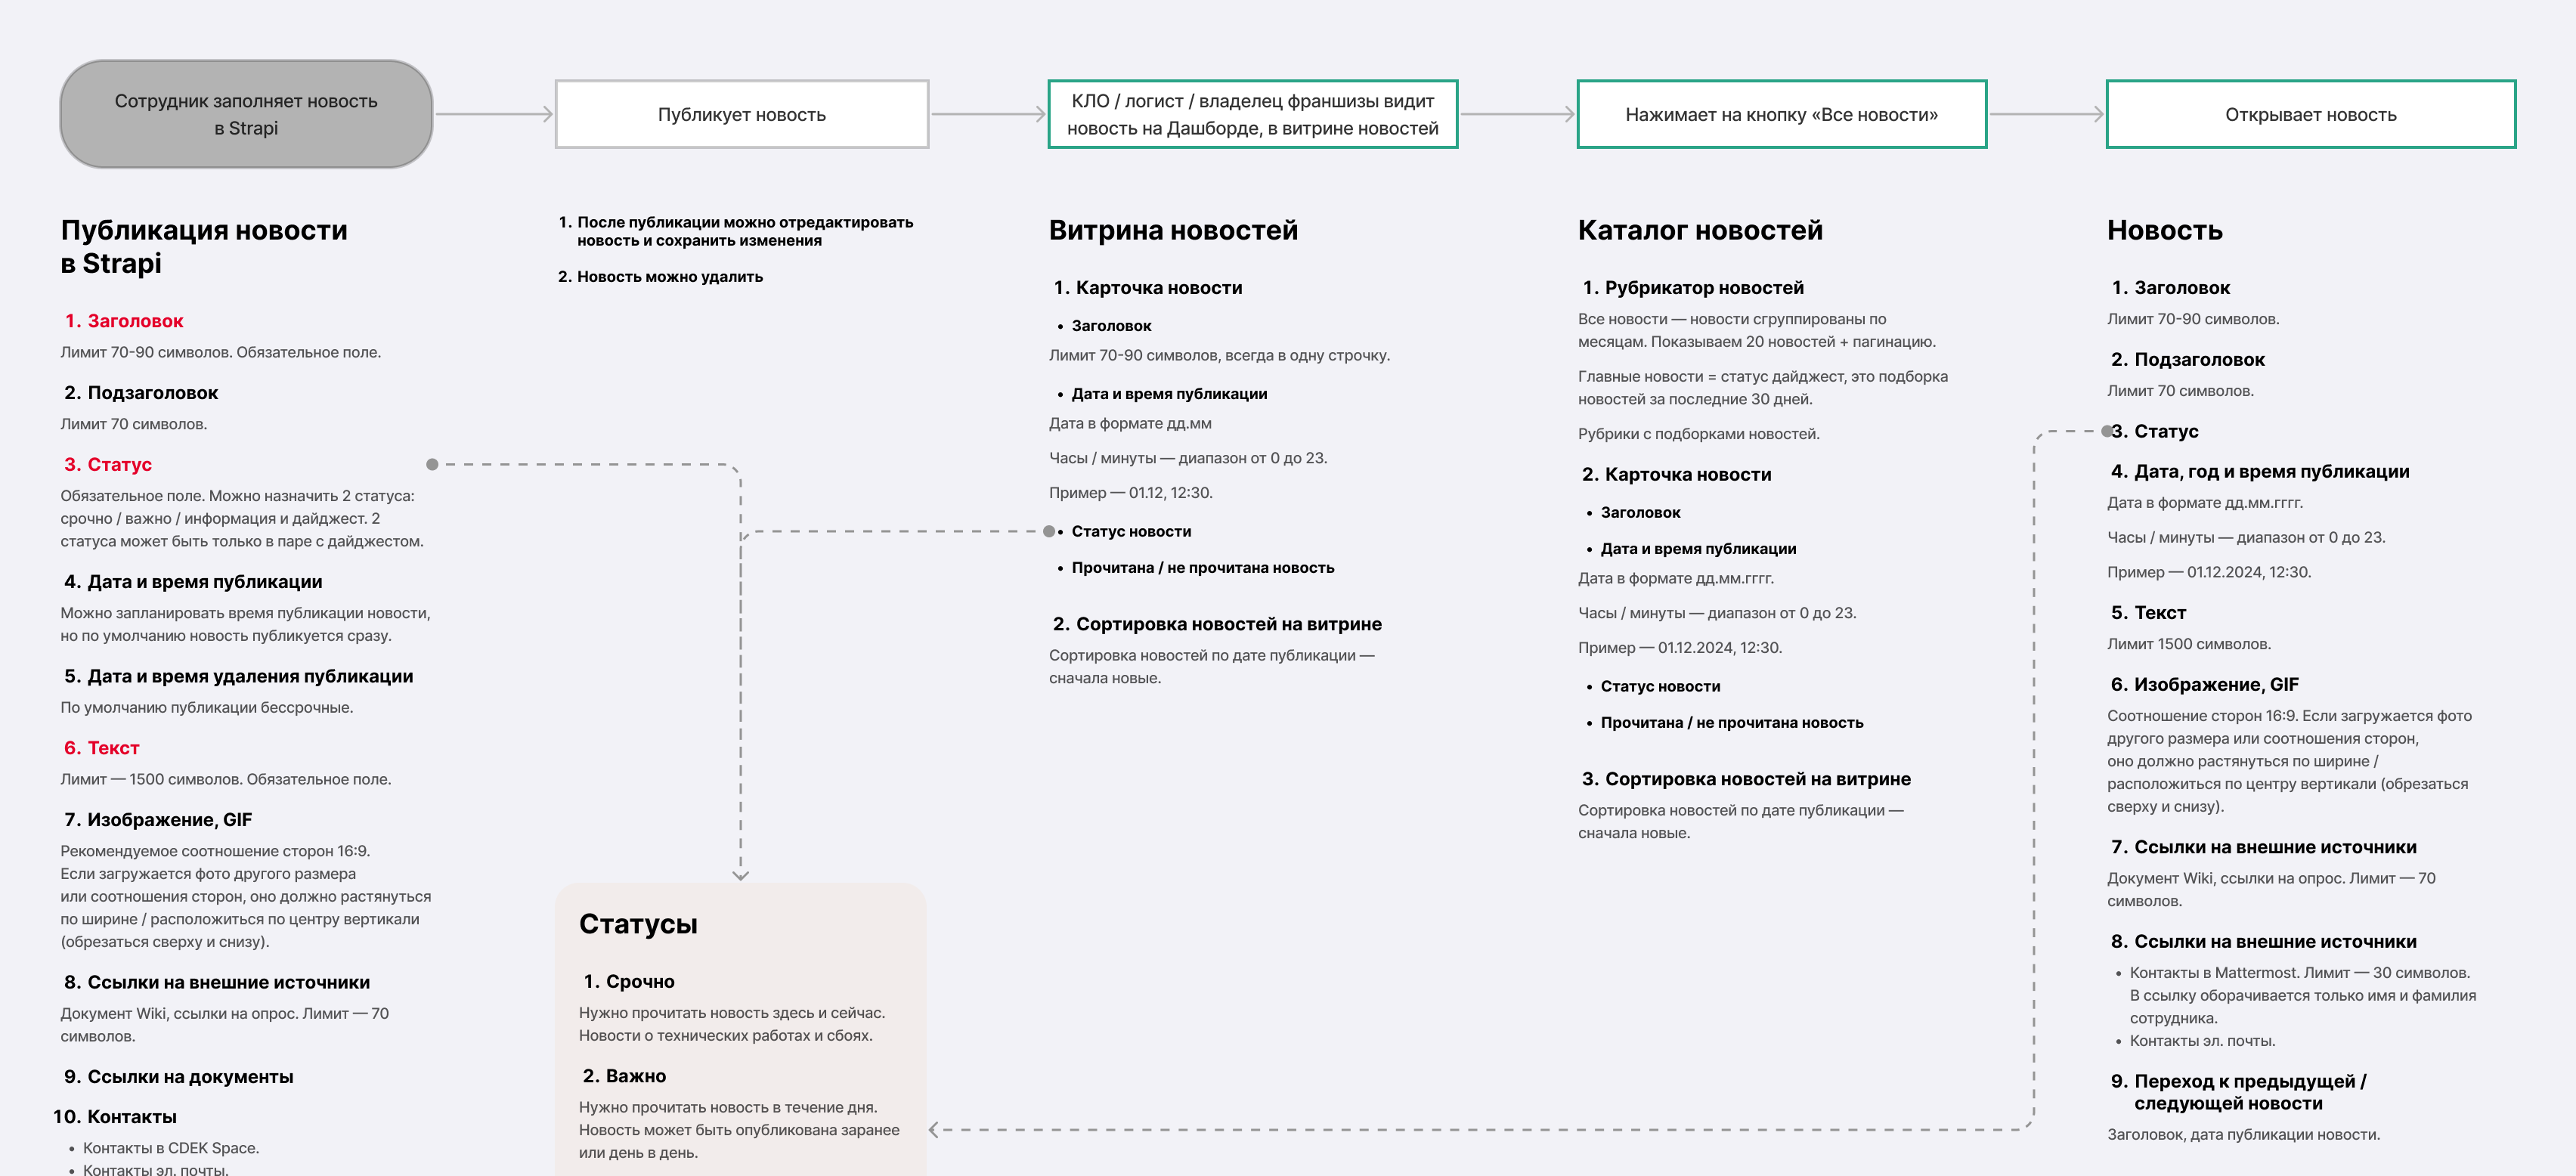 Сотрудник заполняет новость
в Strapi
Публикует новость
КЛО / логист / владелец франшизы видит
новость на Дашборде, в витрине новостей
Нажимает на кнопку «Все новости»
Открывает новость
Публикация новости
в Strapi
1. Заголовок
Лимит 70-90 символов. Обязательное поле.
2. Подзаголовок
Лимит 70 символов.
3. Статус
Обязательное поле. Можно назначить 2 статуса:
срочно / важно / информация и дайджест. 2
статуса может быть только в паре с дайджестом.
4. Дата и время публикации
Можно запланировать время публикации новости,
но по умолчанию новость публикуется сразу.
5. Дата и время удаления публикации
По умолчанию публикации бессрочные.
6. Текст
Лимит — 1500 символов. Обязательное поле.
7. Изображение, GIF
Рекомендуемое соотношение сторон 16:9.
Если загружается фото другого размера
или соотношения сторон, оно должно растянуться
по ширине / расположиться по центру вертикали
(обрезаться сверху и снизу).
8. Ссылки на внешние источники
Документ Wiki, ссылки на опрос. Лимит — 70
символов.
9. Ссылки на документы
10. Контакты
• Контакты в CDEK Space.
• Контакты эл. почты.
1. После публикации можно отредактировать
новость и сохранить изменения
2. Новость можно удалить
Статусы
1. Срочно
Нужно прочитать новость здесь и сейчас.
Новости о технических работах и сбоях.
2. Важно
Нужно прочитать новость в течение дня.
Новость может быть опубликована заранее
или день в день.
Витрина новостей
1. Карточка новости
• Заголовок
Лимит 70-90 символов, всегда в одну строчку.
• Дата и время публикации
Дата в формате дд.мм
Часы / минуты — диапазон от 0 до 23.
Пример — 01.12, 12:30.
• Статус новости
• Прочитана / не прочитана новость
2. Сортировка новостей на витрине
Сортировка новостей по дате публикации —
сначала новые.
Каталог новостей
1. Рубрикатор новостей
Все новости — новости сгруппированы по
месяцам. Показываем 20 новостей + пагинацию.
Главные новости = статус дайджест, это подборка
новостей за последние 30 дней.
Рубрики с подборками новостей.
2. Карточка новости
• Заголовок
• Дата и время публикации
Дата в формате дд.мм.гггг.
Часы / минуты — диапазон от 0 до 23.
Пример — 01.12.2024, 12:30.
• Статус новости
• Прочитана / не прочитана новость
3. Сортировка новостей на витрине
Сортировка новостей по дате публикации —
сначала новые.
Новость
1. Заголовок
Лимит 70-90 символов.
2. Подзаголовок
Лимит 70 символов.
3. Статус
4. Дата, год и время публикации
Дата в формате дд.мм.гггг.
Часы / минуты — диапазон от 0 до 23.
Пример — 01.12.2024, 12:30.
5. Текст
Лимит 1500 символов.
6. Изображение, GIF
Соотношение сторон 16:9. Если загружается фото
другого размера или соотношения сторон,
оно должно растянуться по ширине /
расположиться по центру вертикали (обрезаться
сверху и снизу).
7. Ссылки на внешние источники
Документ Wiki, ссылки на опрос. Лимит — 70
символов.
8. Ссылки на внешние источники
• Контакты в Mattermost. Лимит — 30 символов.
В ссылку оборачивается только имя и фамилия
сотрудника.
• Контакты эл. почты.
9. Переход к предыдущей /
следующей новости
Заголовок, дата публикации новости.